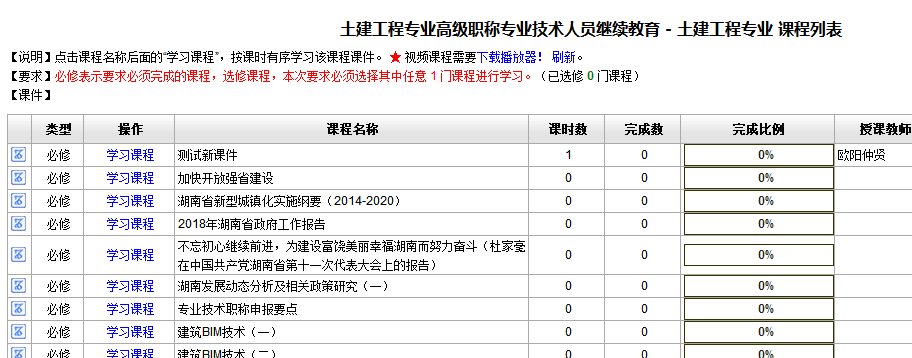 土建工程专业高级职称专业技术人员继续教育 - 土建工程专业 课程列表
【说明】点击课程名称后面的“学习课程”，按课时有序学习该课程课件。 ★ 视频课程需要下载播放器！ 刷新。
【要求】必修表示要求必须完成的课程，选修课程，本次要求必须选择其中任意 1 门课程进行学习。（已选修 0 门课程）
【课件】
类型 操作 课程名称 课时数 完成数 完成比例 授课教师
必修 学习课程 测试新课件 1 0 0% 欧阳仲贤
必修 学习课程 加快开放强省建设 0 0 0%
必修 学习课程 湖南省新型城镇化实施纲要（2014-2020） 0 0 0%
必修 学习课程 2018年湖南省政府工作报告 0 0 0%
必修 学习课程 不忘初心继续前进，为建设富饶美丽幸福湖南而努力奋斗（杜家毫 0 0 0%
在中国共产党湖南省第十一次代表大会上的报告）
必修 学习课程 湖南发展动态分析及相关政策研究（一） 0 0 0%
必修 学习课程 专业技术职称申报要点 0 0 0%
必修 学习课程 建筑BIM技术（一） 0 0 0%
必修 学习课程 建筑BIM技术（二） 0 0 0%